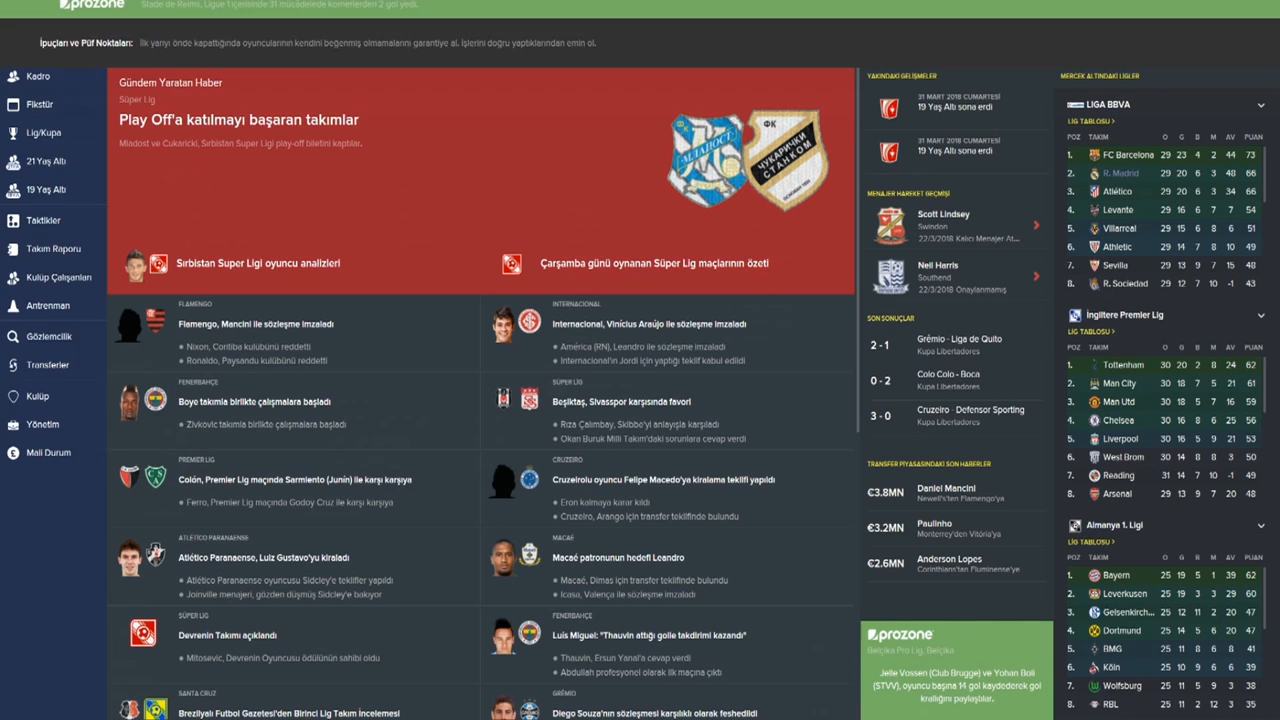 prozone
Stade de Reims, Ligue 1 içerisinde 31 mücadelede kornerlerden 2 gol yedi.
İpuçları ve Püf Noktaları: İlk yarıyı önde kapattığında oyuncularının kendini beğenmiş olmamalarını garantiye al. İşlerini doğru yaptıklarından emin ol.
Kadro
Fikstür
Lig/Kupa
21 Yaş Altı
19 Yaş Altı
Taktikler
Takım Raporu
Kulüp Çalışanları
Antrenman
Gözlemcilik
Transferler
Kulüp
Yönetim
Mali Durum
Gündem Yaratan Haber
Süper Lig
Play Off'a katılmayı başaran takımlar
Mladost ve Cukaricki, Sırbistan Super Ligi play-off biletini kaptılar.
ФК
МЛАДОСТ
ФК
ЧУКАРИЧКИ
СТАНКОМ
Sırbistan Super Ligi oyuncu analizleri
Çarşamba günü oynanan Süper Lig maçlarının özeti
FLAMENGO
Flamengo, Mancini ile sözleşme imzaladı
Nixon, Coritiba kulübünü reddetti
Ronaldo, Paysandu kulübünü reddetti
INTERNACIONAL
Internacional, Vinícius Araújo ile sözleşme imzaladı
América (RN), Leandro ile sözleşme imzaladı
Internacional'ın Jordi için yaptığı teklif kabul edildi
FENERBAHÇE
Boye takımla birlikte çalışmalara başladı
Zivkovic takımla birlikte çalışmalara başladı
SÜPER LİG
Beşiktaş, Sivasspor karşısında favori
Rıza Çalımbay, Skibbe'yi anlayışla karşıladı
Okan Buruk Milli Takım'daki sorunlara cevap verdi
PREMIER LIG
Colón, Premier Lig maçında Sarmiento (Junín) ile karşı karşıya
Ferro, Premier Lig maçında Godoy Cruz ile karşı karşıya
CRUZEIRO
Cruzeirolu oyuncu Felipe Macedo'ya kiralama teklifi yapıldı
Eron kalmaya karar kıldı
Cruzeiro, Arango için transfer teklifinde bulundu
ATLÉTICO PARANAENSE
Atlético Paranaense, Luiz Gustavo'yu kiraladı
Atlético Paranaense oyuncusu Sidcley'e teklifler yapıldı
Joinville menajeri, gözden düşmüş Sidcley'e bakıyor
MACAÉ
Macaé patronunun hedefi Leandro
Macaé, Dimas için transfer teklifinde bulundu
Icasa, Valença ile sözleşme imzaladı
SÜPER LİG
Devrenin Takımı açıklandı
Mitosevic, Devrenin Oyuncusu ödülünün sahibi oldu
FENERBAHÇE
Luis Miguel: "Thauvin attığı golle takdirimi kazandı"
Thauvin, Ersun Yanal'a cevap verdi
Abdullah profesyonel olarak ilk maçına çıktı
SANTA CRUZ
Brezilyalı Futbol Gazetesi'den Birinci Lig Takım İncelemesi
GRÊMIO
Diego Souza'nın sözleşmesi karşılıklı olarak feshedildi
YAKINDAKİ GELİŞMELER
31 MART 2018 CUMARTESİ
19 Yaş Altı sona erdi
31 MART 2018 CUMARTESİ
19 Yaş Altı sona erdi
MENAJER HAREKET GEÇMİŞİ
Scott Lindsey
Swindon
22/3/2018 Kalıcı Menajer At...
Neil Harris
Southend
22/3/2018 Onaylanmamış
SON SONUÇLAR
2 - 1 Grêmio - Liga de Quito
Kupa Libertadores
0 - 2 Colo Colo - Boca
Kupa Libertadores
3 - 0 Cruzeiro - Defensor Sporting
Kupa Libertadores
TRANSFER PİYASASINDAKİ SON HABERLER
€3.8MN Daniel Mancini
Newell's'ten Flamengo'ya
€3.2MN Paulinho
Monterrey'den Vitória'ya
€2.6MN Anderson Lopes
Corinthians'tan Fluminense'ye
prozone
Belçika Pro Lig, Belçika
Jelle Vossen (Club Brugge) ve Yohan Boli
(STVV), oyuncu başına 14 gol kaydederek gol
krallığını paylaştılar.
MERCEK ALTINDAKİ LİGLER
LIGA BBVA
LİG TABLOSU >
POZ TAKIM O G B M AV PUAN
1. FC Barcelona 29 23 4 2 44 73
2. R. Madrid 29 20 6 3 48 66
3. Atlético 29 20 6 3 34 66
4. Levante 29 16 6 7 7 54
5. Villarreal 29 15 6 8 6 51
6. Athletic 29 14 7 8 10 49
7. Sevilla 29 13 9 7 15 48
8. R. Sociedad 29 12 7 10 -1 43
İngiltere Premier Lig
LİG TABLOSU >
POZ TAKIM O G B M AV PUAN
1. Tottenham 30 20 2 8 24 62
2. Man City 30 18 7 5 21 61
3. Man Utd 30 18 5 7 16 59
4. Chelsea 30 16 8 6 25 56
5. Liverpool 30 16 5 9 21 53
6. West Brom 30 14 8 8 3 50
7. Reading 31 14 7 10 -1 49
8. Arsenal 29 13 9 7 20 48
Almanya 1. Ligi
LİG TABLOSU >
POZ TAKIM O G B M AV PUAN
1. Bayern 25 19 5 1 39 62
2. Leverkusen 25 19 3 3 29 60
3. Gelsenkirch... 25 12 11 2 20 47
4. Dortmund 25 14 5 6 20 47
5. BMG 25 11 8 6 8 41
6. Köln 25 10 9 6 6 39
7. Wolfsburg 25 11 5 9 3 38
8. RBL 25 11 2 12 3 35